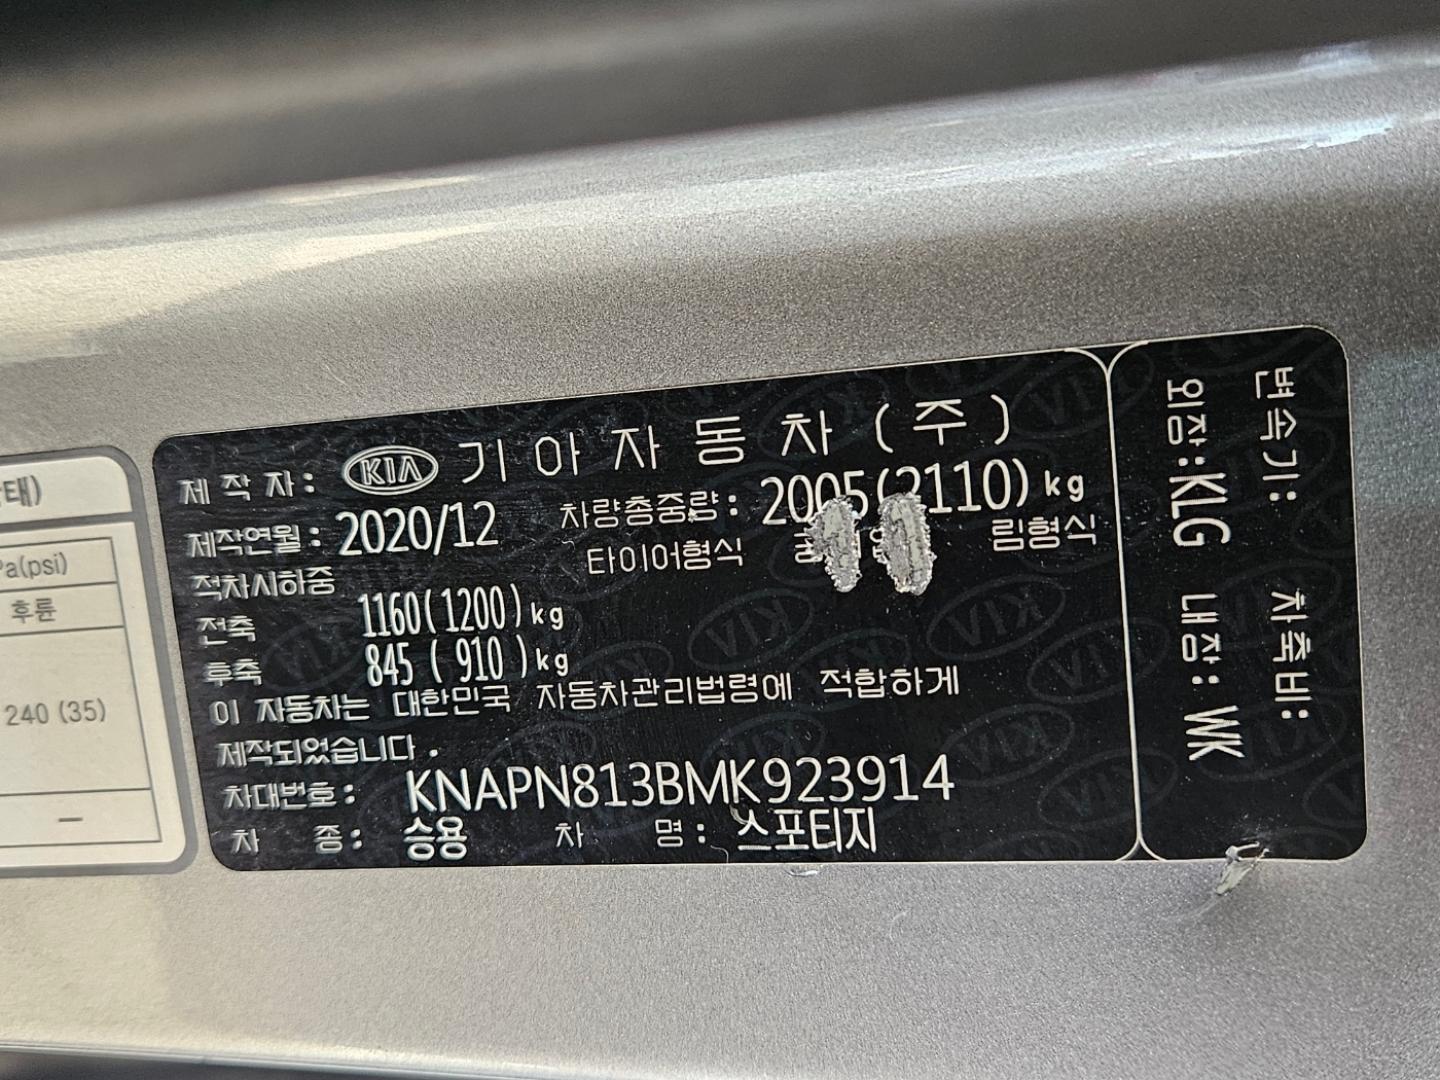 태)
Pa(psi)
후륜
240 (35)
–
제 작 자 : KIA 기 아 자 동 차 ( 주 )
제작연월 : 2020/12 차량총중량 : 2005(2110) kg
적차시하중 타이어형식 림형식
전축 1160(1200) kg
후축 845 ( 910 ) kg
이 자동차는 대한민국 자동차관리법령에 적합하게
제작되었습니다 .
차대번호 : KNAPN813BMK923914
차 종 : 승용 차 명 : 스포티지
변속기 :
외장 : KLG
차축비 :
내장 : WK